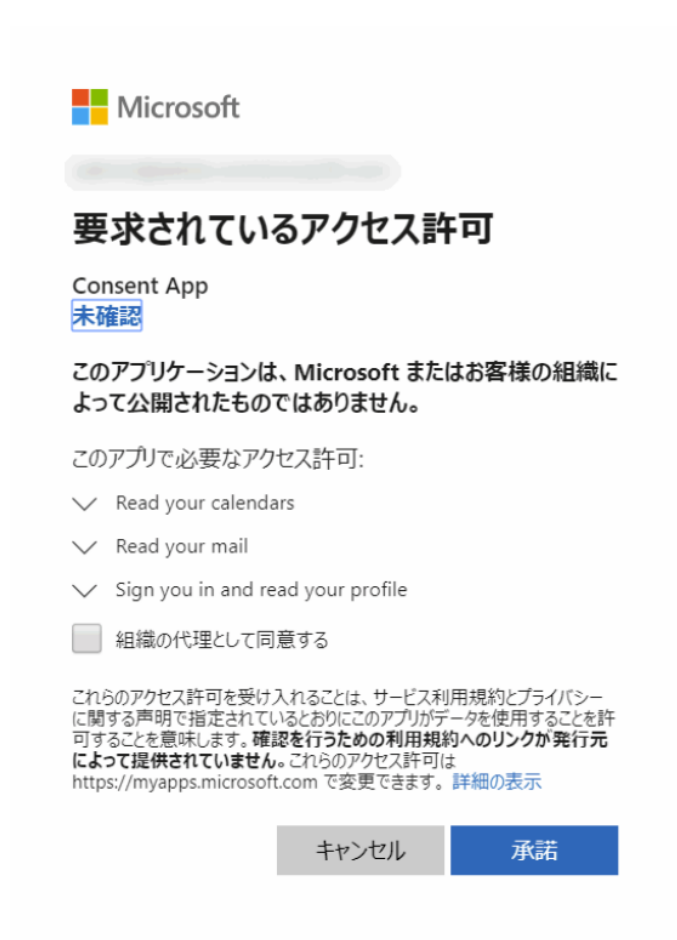 Microsoft
要求されているアクセス許可
Consent App
未確認
このアプリケーションは、Microsoft またはお客様の組織に
よって公開されたものではありません。
このアプリで必要なアクセス許可:
Read your calendars
Read your mail
Sign you in and read your profile
組織の代理として同意する
これらのアクセス許可を受け入れることは、サービス利用規約とプライバシー
に関する声明で指定されているとおりにこのアプリがデータを使用することを許
可することを意味します。確認を行うための利用規約へのリンクが発行元
によって提供されていません。これらのアクセス許可は
https://myapps.microsoft.com で変更できます。 詳細の表示
キャンセル 承諾